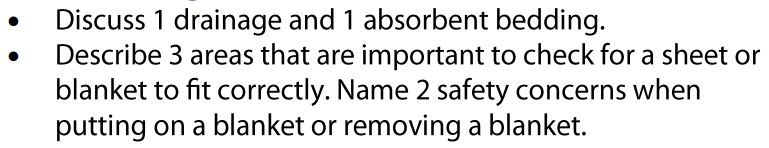 • Discuss 1 drainage and 1 absorbent bedding.
• Describe 3 areas that are important to check for a sheet or
blanket to fit correctly. Name 2 safety concerns when
putting on a blanket or removing a blanket.